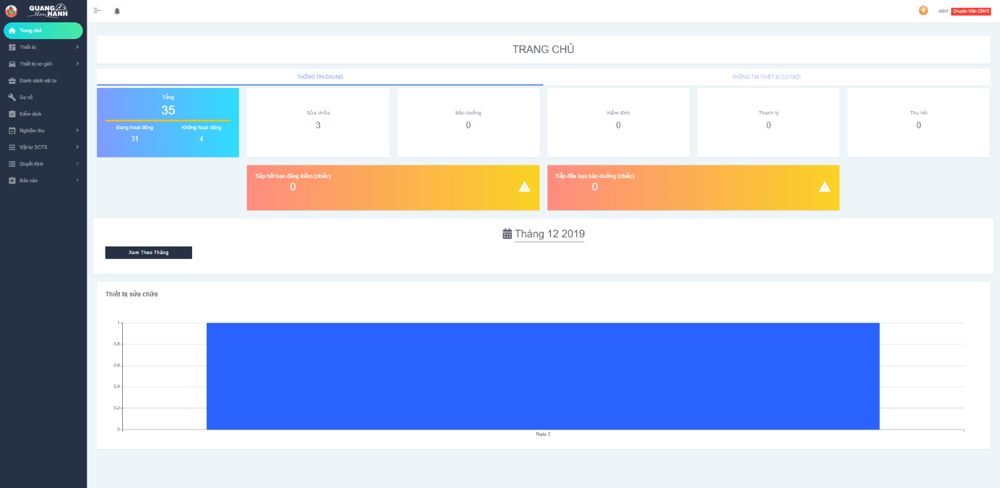 QUANG
than HANH
cdvt Chuyên Viên CĐVT
Trang chủ
Thiết bị
Thiết bị cơ giới
Danh sách vật tư
Sự cố
Kiểm định
Nghiệm thu
Vật tư SCTX
Quyết định
Báo cáo
TRANG CHỦ
THÔNG TIN CHUNG
THÔNG TIN THIẾT BỊ CƠ GIỚI
Tổng
35
Đang hoạt động
Không hoạt động
31
4
Sửa chữa
3
Bảo dưỡng
0
Kiểm định
0
Thanh lý
0
Thu hồi
0
Sắp hết hạn đăng kiểm (chiếc)
0
Sắp đến hạn bảo dưỡng (chiếc)
0
Tháng 12 2019
Xem Theo Tháng
Thiết bị sửa chữa
1
0.8
0.6
0.4
0.2
0
Ngày 2